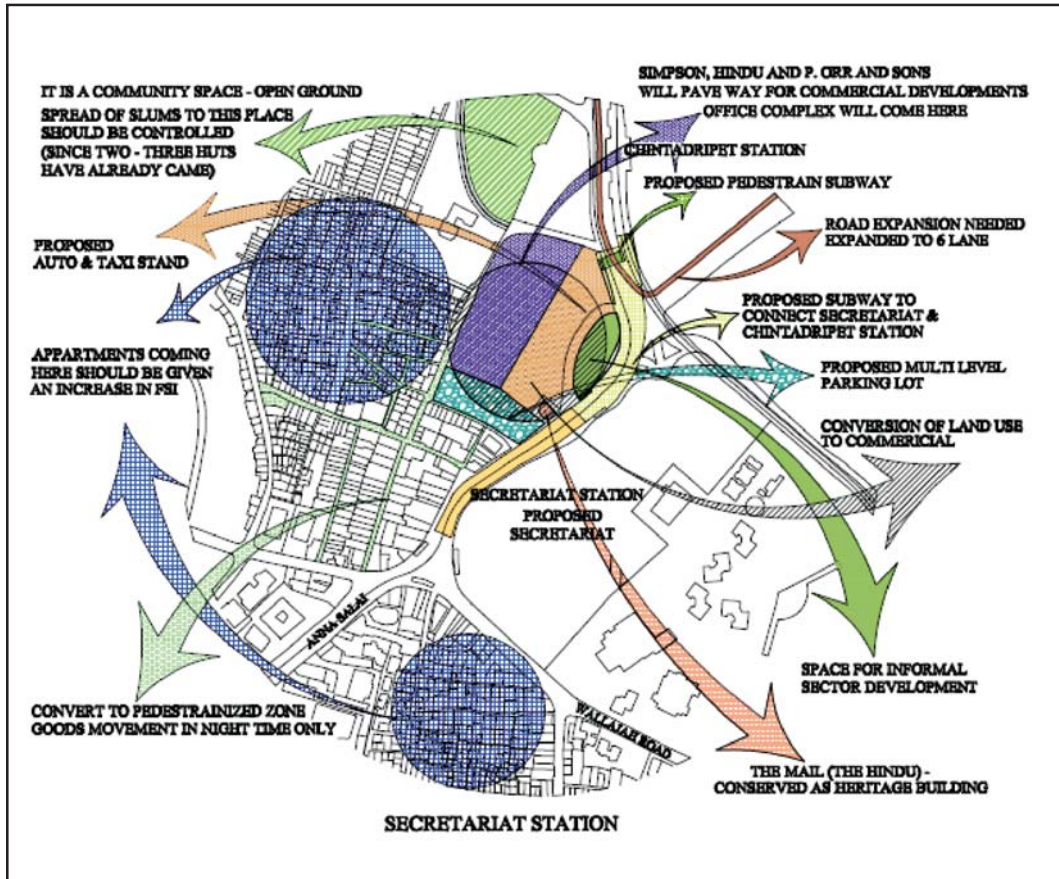 IT IS A COMMUNITY SPACE - OPEN GROUND
SPREAD OF SLUMS TO THIS PLACE
SHOULD BE CONTROLLED
(SINCE TWO - THREE HUTS
HAVE ALREADY CAME)
SIMPSON, HINDU AND P. ORR AND SONS
WILL PAVE WAY FOR COMMERCIAL DEVELOPMENTS
OFFICE COMPLEX WILL COME HERE
CHINTADRIPET STATION
PROPOSED PEDESTRAIN SUBWAY
ROAD EXPANSION NEEDED
EXPANDED TO 6 LANE
PROPOSED
AUTO & TAXI STAND
PROPOSED SUBWAY TO
CONNECT SECRETARIAT &
CHINTADRIPET STATION
APPARTMENTS COMING
HERE SHOULD BE GIVEN
AN INCREASE IN FSI
PROPOSED MULTI LEVEL
PARKING LOT
CONVERSION OF LAND USE
TO COMMERICIAL
SECRETARIAT STATION
PROPOSED
SECRETARIAT
ANNA SALAI
SPACE FOR INFORMAL
SECTOR DEVELOPMENT
CONVERT TO PEDESTRAINIZED ZONE
GOODS MOVEMENT IN NIGHT TIME ONLY
WALLAJAH ROAD
THE MAIL (THE HINDU) -
CONSERVED AS HERITAGE BUILDING
SECRETARIAT STATION